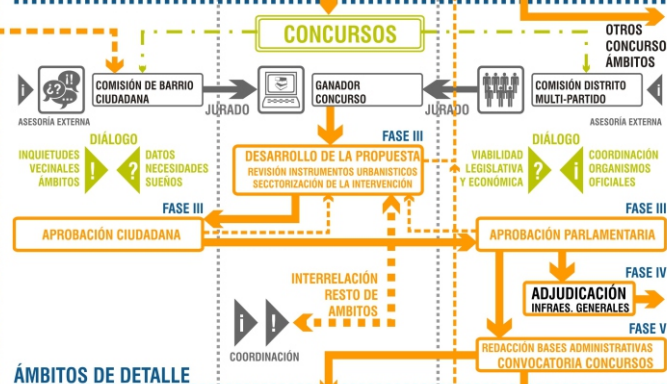 CONCURSOS
OTROS
CONCURSO
ÁMBITOS
COMISIÓN DE BARRIO
CIUDADANA
GANADOR
CONCURSO
COMISIÓN DISTRITO
MULTI-PARTIDO
JURADO
JURADO
ASESORÍA EXTERNA
ASESORÍA EXTERNA
DIÁLOGO
INQUIETUDES
VECINALES
ÁMBITOS
DATOS
NECESIDADES
SUEÑOS
FASE III
DESARROLLO DE LA PROPUESTA
REVISIÓN INSTRUMENTOS URBANISTICOS
SECCTORIZACIÓN DE LA INTERVENCIÓN
DIÁLOGO
VIABILIDAD
LEGISLATIVA
Y ECONÓMICA
COORDINACIÓN
ORGANISMOS
OFICIALES
FASE III
APROBACIÓN CIUDADANA
FASE III
APROBACIÓN PARLAMENTARIA
INTERRELACIÓN
RESTO DE
AMBITOS
COORDINACIÓN
FASE IV
ADJUDICACIÓN
INFRAES. GENERALES
FASE V
REDACCIÓN BASES ADMINISTRATIVAS
CONVOCATORIA CONCURSOS
ÁMBITOS DE DETALLE